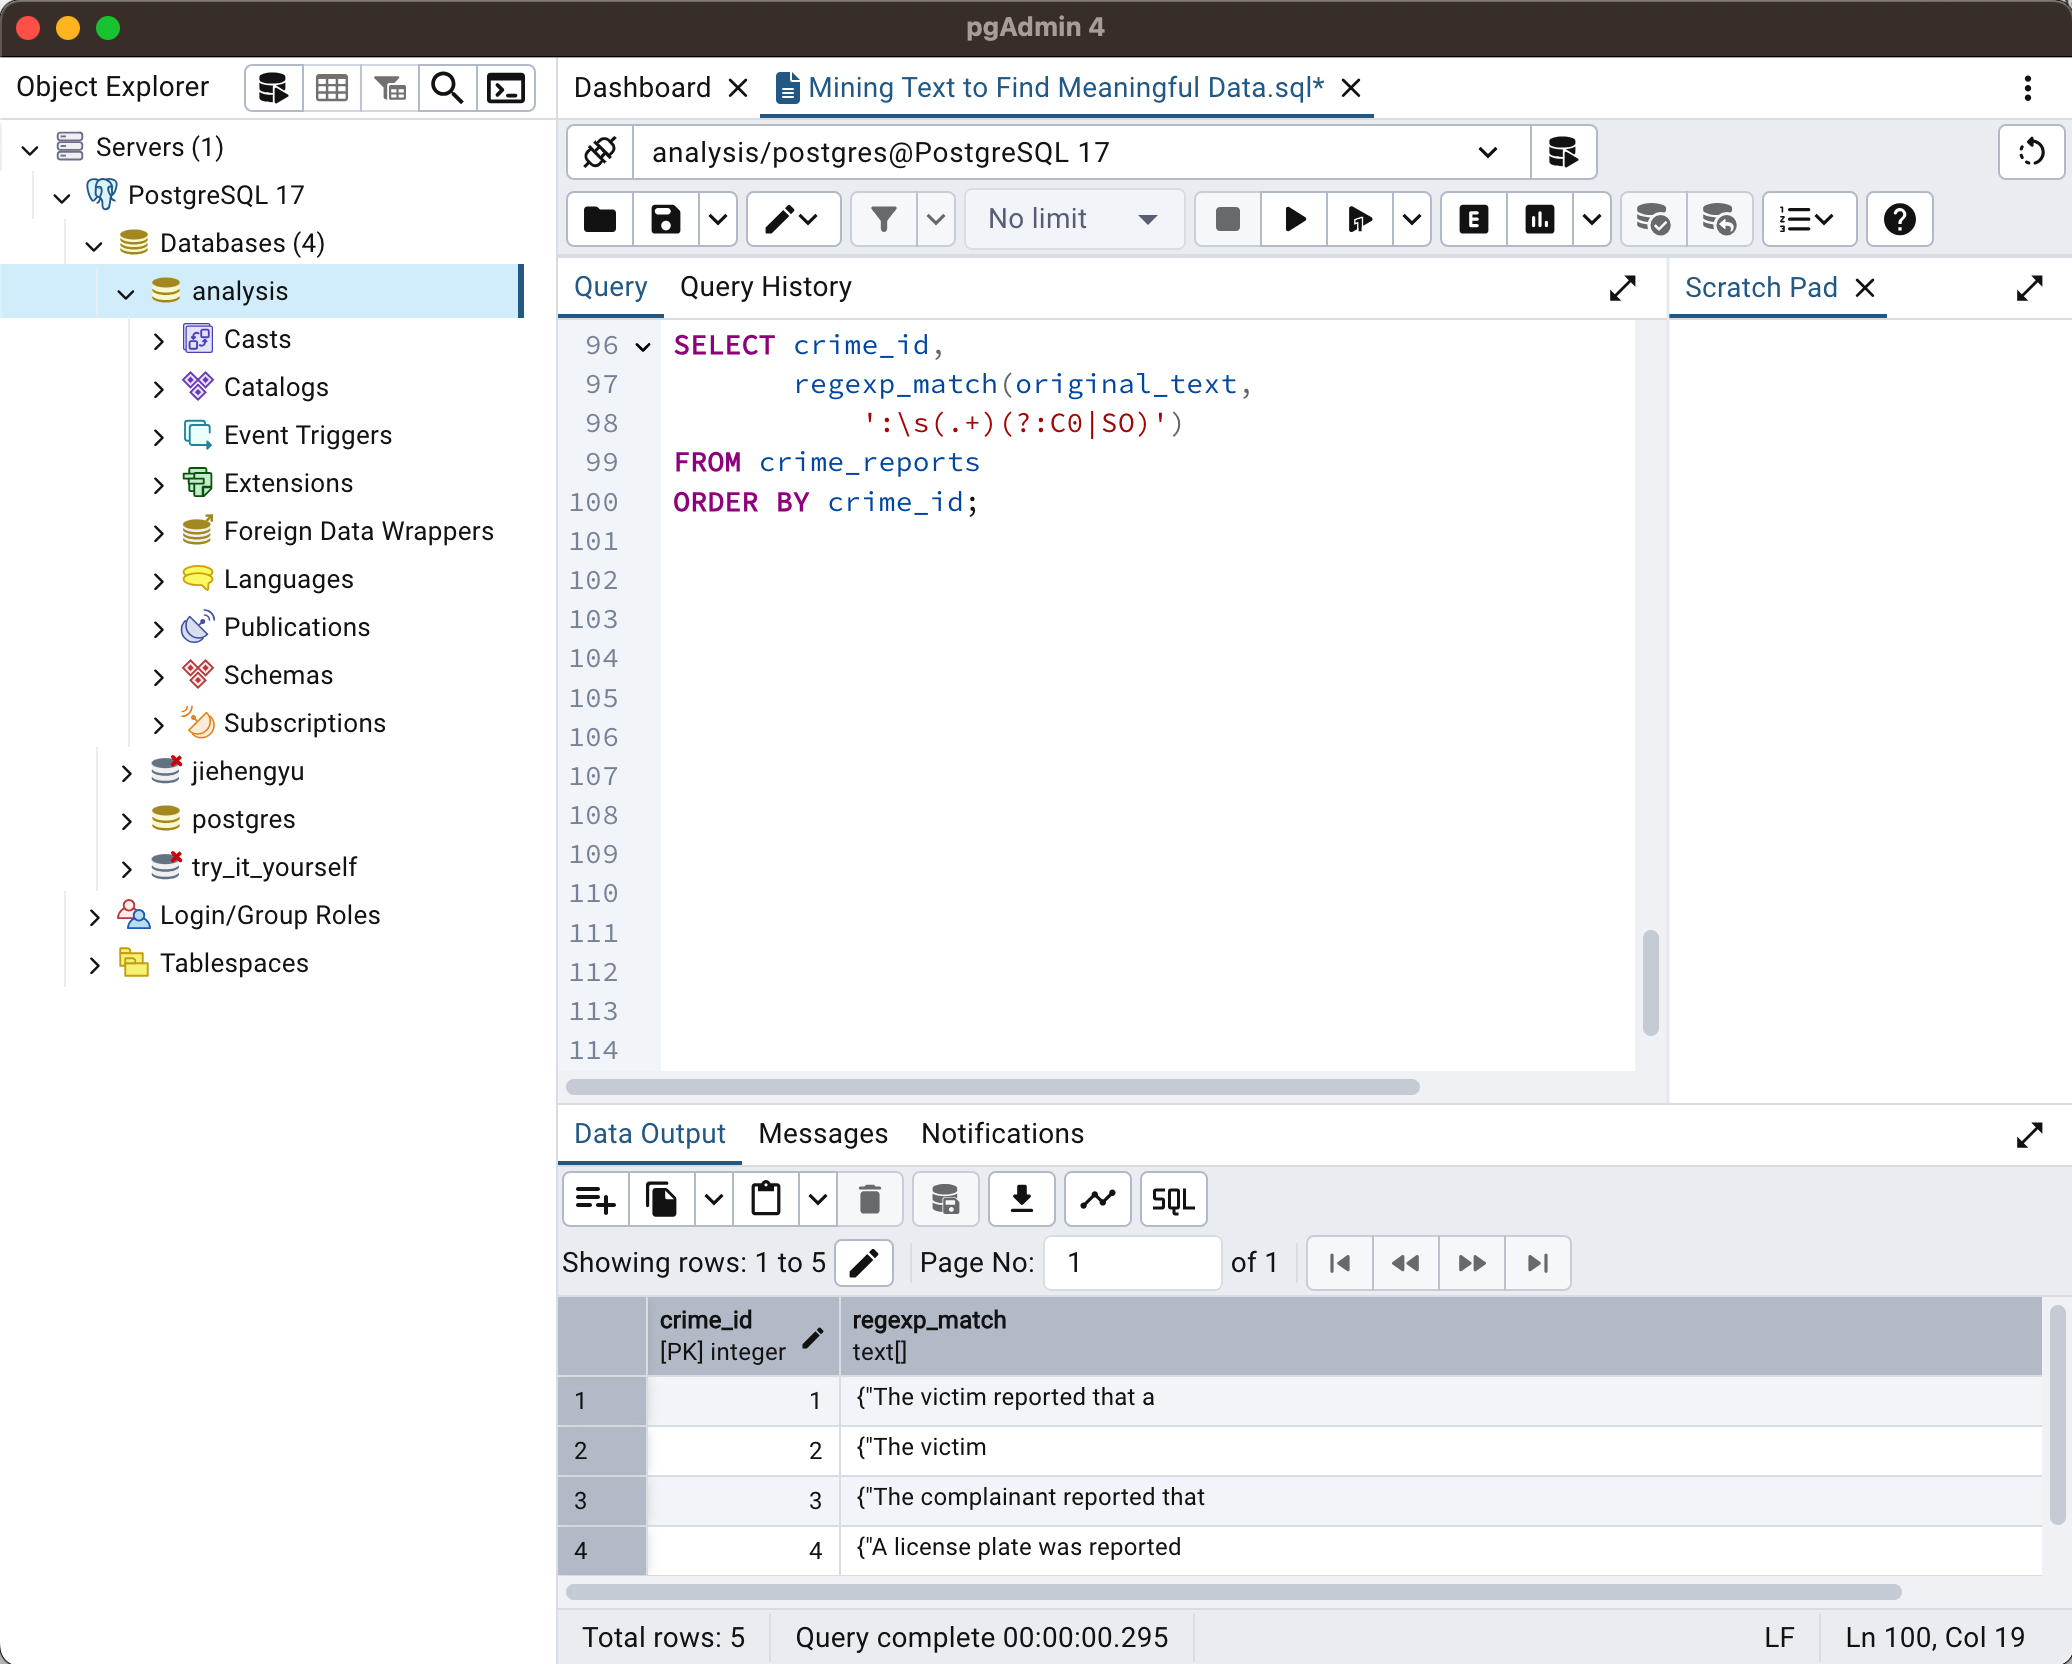 pgAdmin 4
Object Explorer
Servers (1)
PostgreSQL 17
Databases (4)
analysis
Casts
Catalogs
Event Triggers
Extensions
Foreign Data Wrappers
Languages
Publications
Schemas
Subscriptions
jiehengyu
postgres
try_it_yourself
Login/Group Roles
Tablespaces
Dashboard
Mining Text to Find Meaningful Data.sql*
analysis/postgres@PostgreSQL 17
No limit
E
Query
Query History
Scratch Pad
96 SELECT crime_id,
97 regexp_match(original_text,
98 ':\s(.+)(?:C0|SO)')
99 FROM crime_reports
100 ORDER BY crime_id;
101
102
103
104
105
106
107
108
109
110
111
112
113
114
Data Output
Messages
Notifications
SQL
Showing rows: 1 to 5
Page No: 1 of 1
crime_id
[PK] integer
regexp_match
text[]
1 1 {"The victim reported that a
2 2 {"The victim
3 3 {"The complainant reported that
4 4 {"A license plate was reported
Total rows: 5
Query complete 00:00:00.295
LF
Ln 100, Col 19